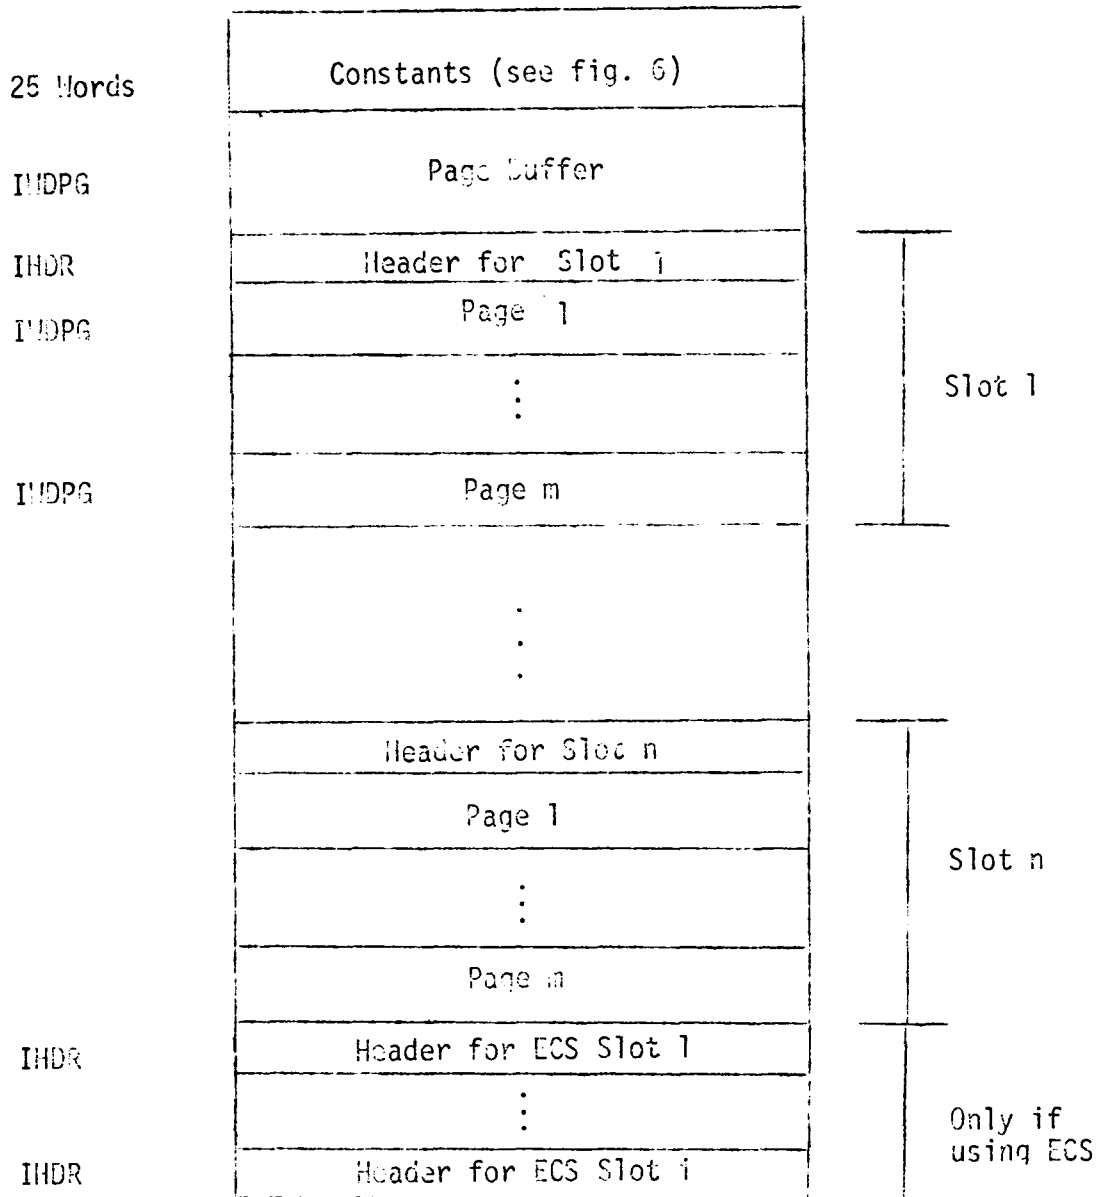 25 Words
Constants (see fig. 6)
IWDPG
Page Buffer
IHDR
Header for Slot 1
IWDPG
Page 1
Slot 1
IWDPG
Page m
Header for Slot n
Page 1
Slot n
Page m
IHDR
Header for ECS Slot 1
Only if
using ECS
IHDR
Header for ECS Slot i